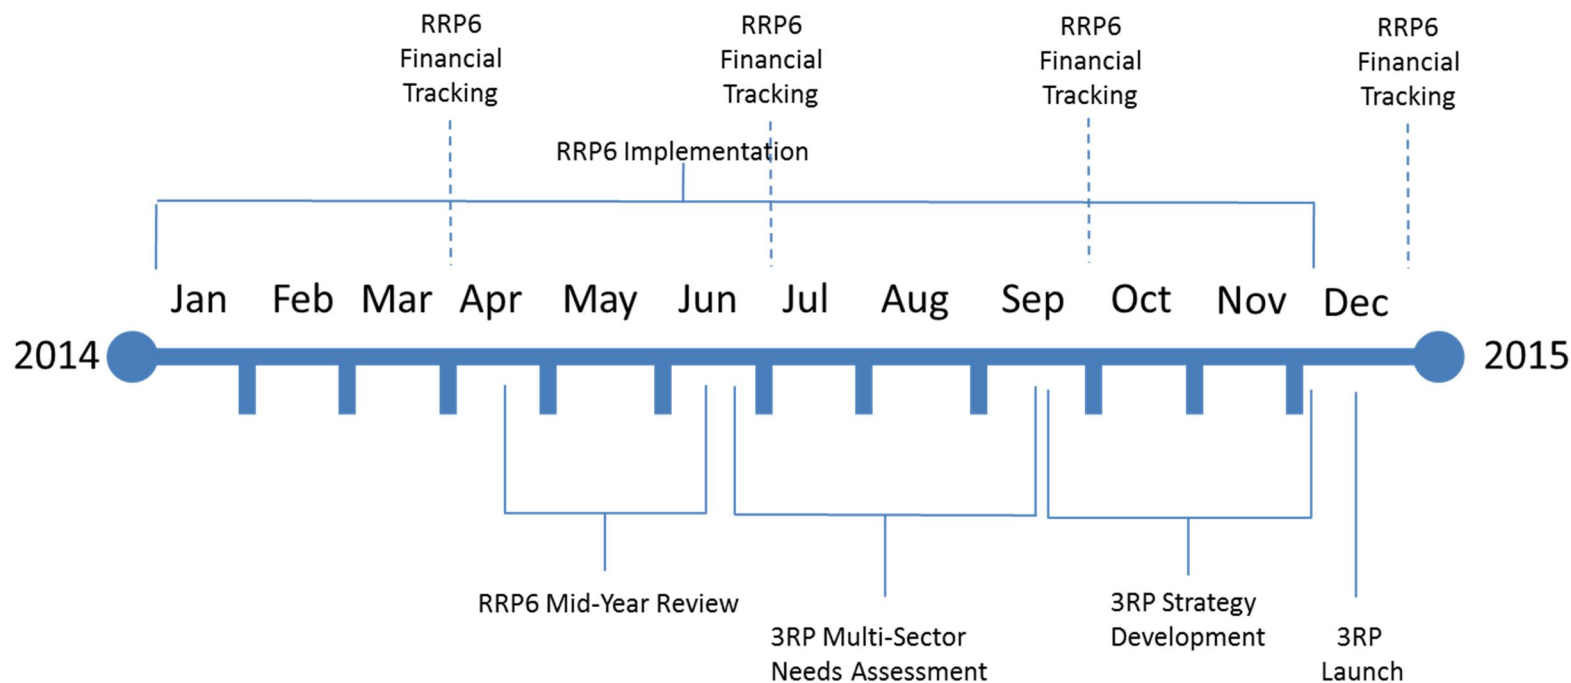 RRP6
Financial
Tracking
RRP6
Financial
Tracking
RRP6
Financial
Tracking
RRP6
Financial
Tracking
RRP6 Implementation
Jan Feb Mar Apr May Jun Jul Aug Sep Oct Nov Dec
2014
2015
RRP6 Mid-Year Review
3RP Multi-Sector
Needs Assessment
3RP Strategy
Development
3RP
Launch